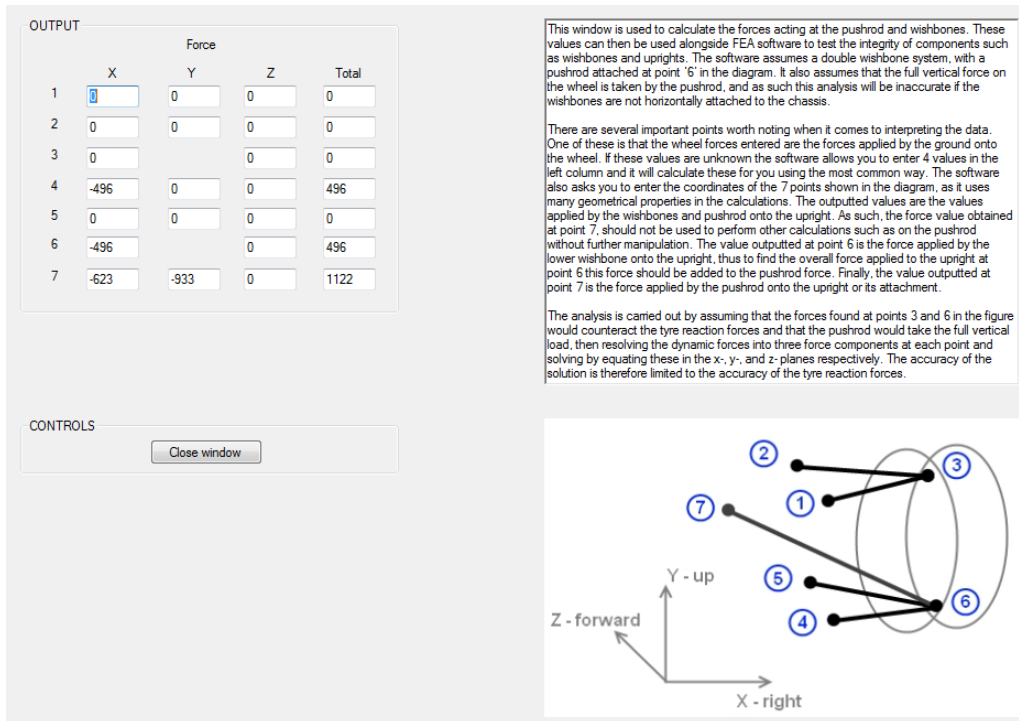 OUTPUT
Force
X Y Z Total
1 0 0 0 0
2 0 0 0 0
3 0 0 0
4 -496 0 0 496
5 0 0 0 0
6 -496 0 496
7 -623 -933 0 1122
CONTROLS
Close window
This window is used to calculate the forces acting at the pushrod and wishbones. These
values can then be used alongside FEA software to test the integrity of components such
as wishbones and uprights. The software assumes a double wishbone system, with a
pushrod attached at point '6' in the diagram. It also assumes that the full vertical force on
the wheel is taken by the pushrod, and as such this analysis will be inaccurate if the
wishbones are not horizontally attached to the chassis.
There are several important points worth noting when it comes to interpreting the data.
One of these is that the wheel forces entered are the forces applied by the ground onto
the wheel. If these values are unknown the software allows you to enter 4 values in the
left column and it will calculate these for you using the most common way. The software
also asks you to enter the coordinates of the 7 points shown in the diagram, as it uses
many geometrical properties in the calculations. The outputted values are the values
applied by the wishbones and pushrod onto the upright. As such, the force value obtained
at point 7, should not be used to perform other calculations such as on the pushrod
without further manipulation. The value outputted at point 6 is the force applied by the
lower wishbone onto the upright, thus to find the overall force applied to the upright at
point 6 this force should be added to the pushrod force. Finally, the value outputted at
point 7 is the force applied by the pushrod onto the upright or its attachment.
The analysis is carried out by assuming that the forces found at points 3 and 6 in the figure
would counteract the tyre reaction forces and that the pushrod would take the full vertical
load, then resolving the dynamic forces into three force components at each point and
solving by equating these in the x-, y-, and z- planes respectively. The accuracy of the
solution is therefore limited to the accuracy of the tyre reaction forces.
2
3
1
7
Y - up
5
6
4
Z - forward
X - right